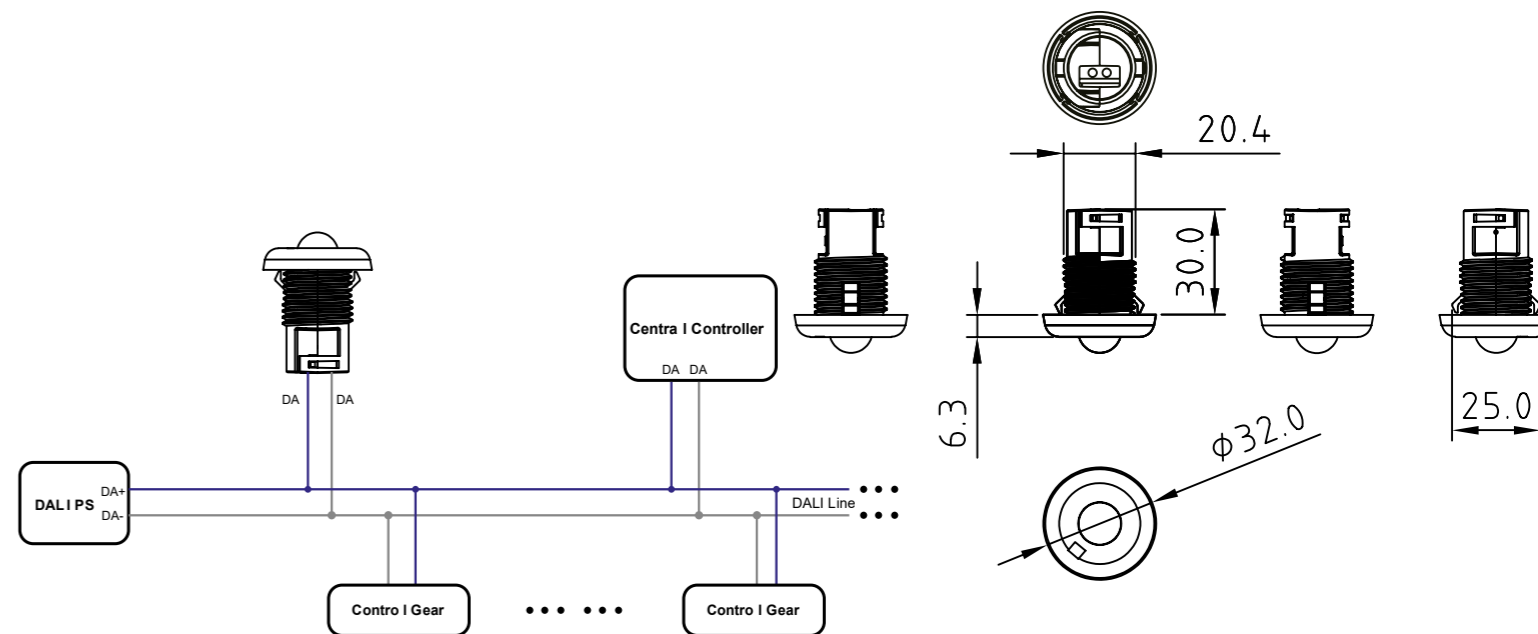 20.4
30.0
Centra l Controller
DA DA
DA DA
6.3
25.0
ϕ32.0
DA+
DAL I PS
DA-
DALI Line
Contro l Gear
Contro l Gear